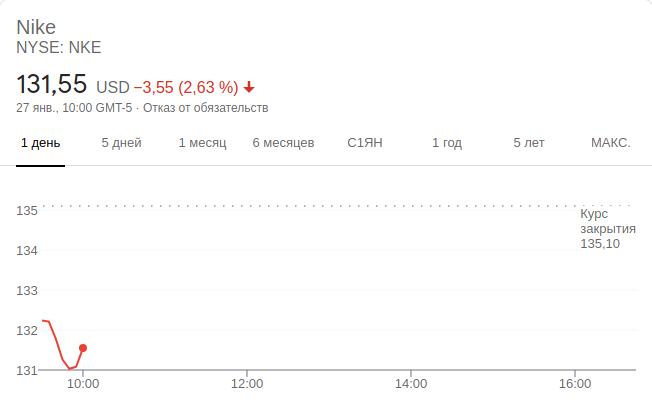 Nike
NYSE: NKE
131,55 USD −3,55 (2,63 %)
27 янв., 10:00 GMT-5 · Отказ от обязательств
1 день 5 дней 1 месяц 6 месяцев С1ЯН 1 год 5 лет МАКС.
135
Курс
закрытия
135,10
134
133
132
131
10:00 12:00 14:00 16:00